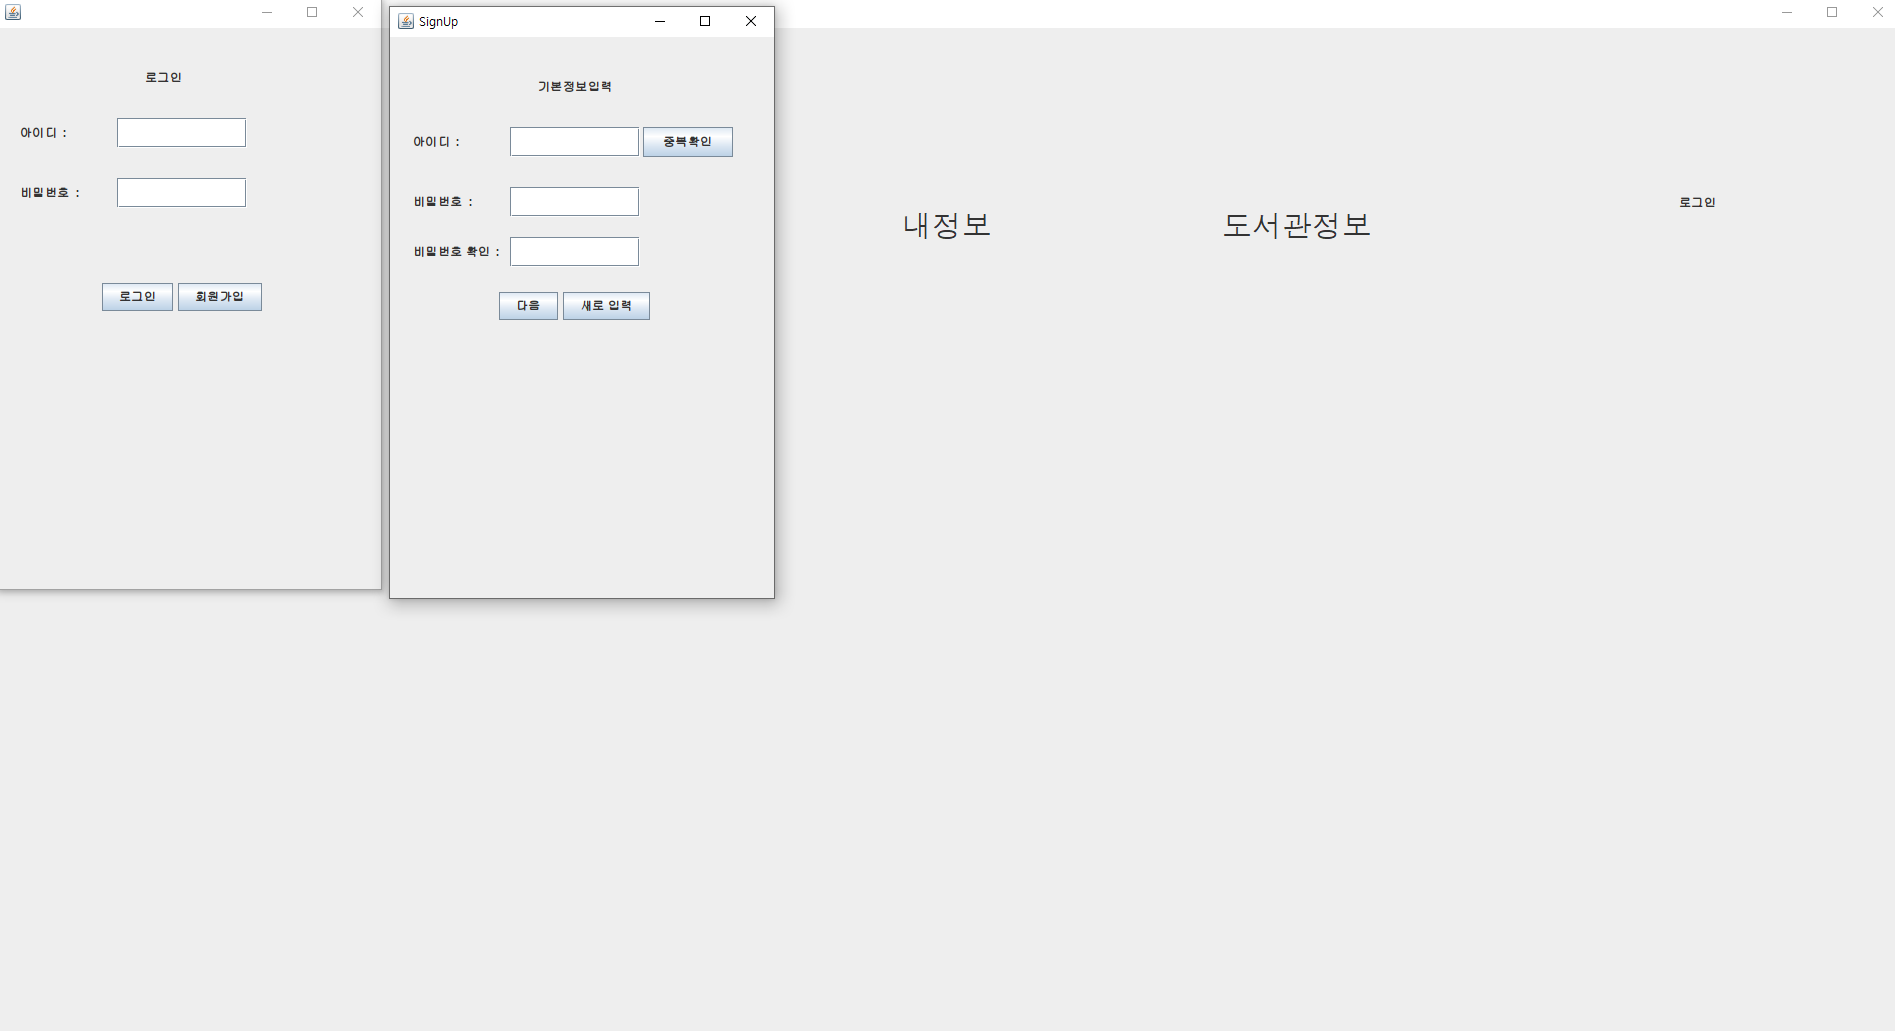 로그인
아이디 :
비밀번호 :
로그인 회원가입
SignUp
기본정보입력
아이디 : 중복확인
비밀번호 :
비밀번호 확인 :
다음 새로 입력
내정보 도서관정보 로그인